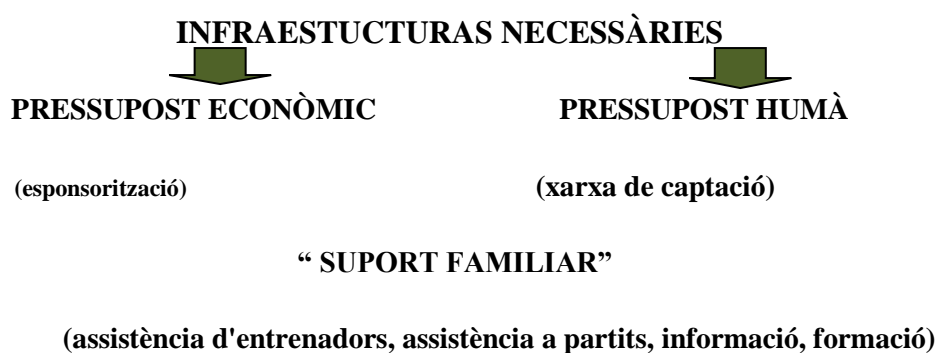 INFRAESTUCTURAS NECESSÀRIES
PRESSUPOST ECONÒMIC PRESSUPOST HUMÀ
(esponsorització) (xarxa de captació)
“ SUPORT FAMILIAR”
(assistència d'entrenadors, assistència a partits, informació, formació)